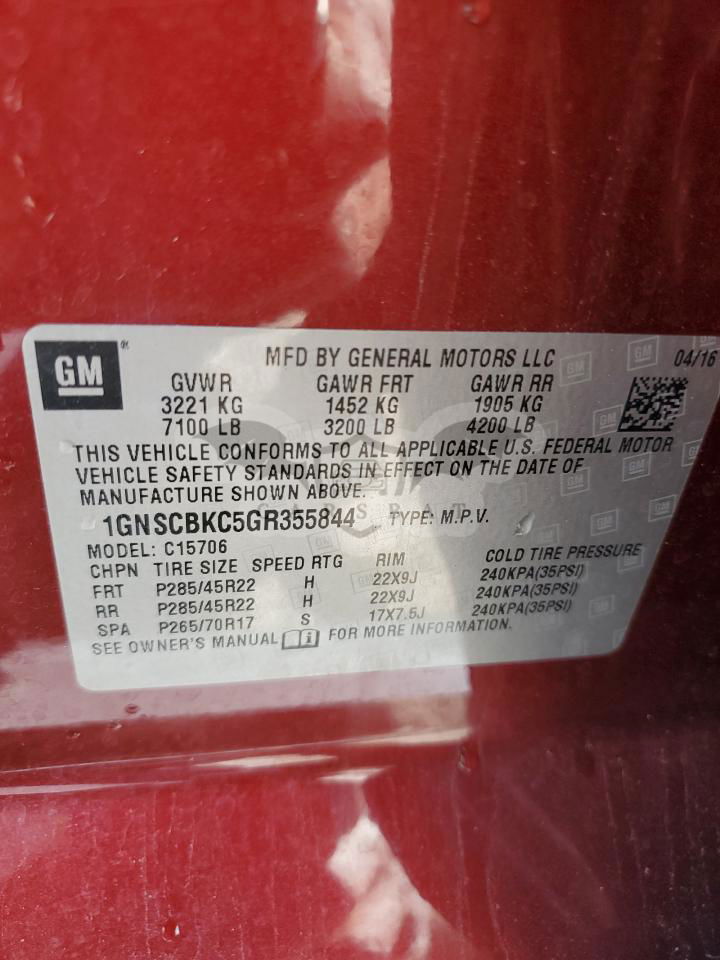 GM
MFD BY GENERAL MOTORS LLC 04/16
GVWR GAWR FRT GAWR RR
3221 KG 1452 KG 1905 KG
7100 LB 3200 LB 4200 LB
THIS VEHICLE CONFORMS TO ALL APPLICABLE U.S. FEDERAL MOTOR
VEHICLE SAFETY STANDARDS IN EFFECT ON THE DATE OF
MANUFACTURE SHOWN ABOVE.
1GNSCBKC5GR355844 TYPE: M.P.V.
MODEL: C15706
CHPN TIRE SIZE SPEED RTG RIM COLD TIRE PRESSURE
FRT P285/45R22 H 22X9J 240KPA(35PSI)
RR P285/45R22 H 22X9J 240KPA(35PSI)
SPA P265/70R17 S 17X7.5J 240KPA(35PSI)
SEE OWNER'S MANUAL FOR MORE INFORMATION.